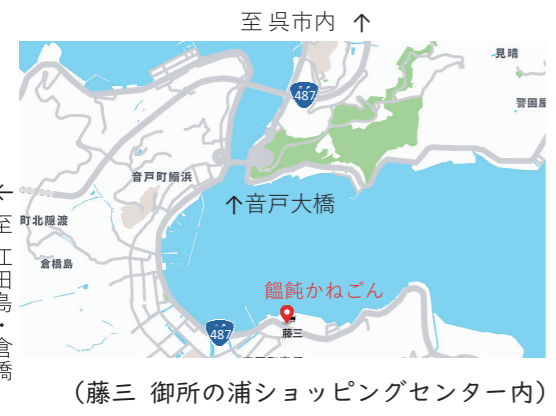 至 呉市内 ↑
見晴
487
警固屋
音戸町鰯浜
↑音戸大橋
町北隠渡
← 至 江田島・倉橋
倉橋島
饂飩かねごん
487
藤三
（藤三 御所の浦ショッピングセンター内）